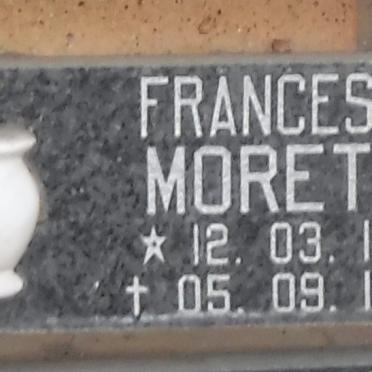 FRANCES
MORET
★ 12. 03. 1
† 05. 09. 1